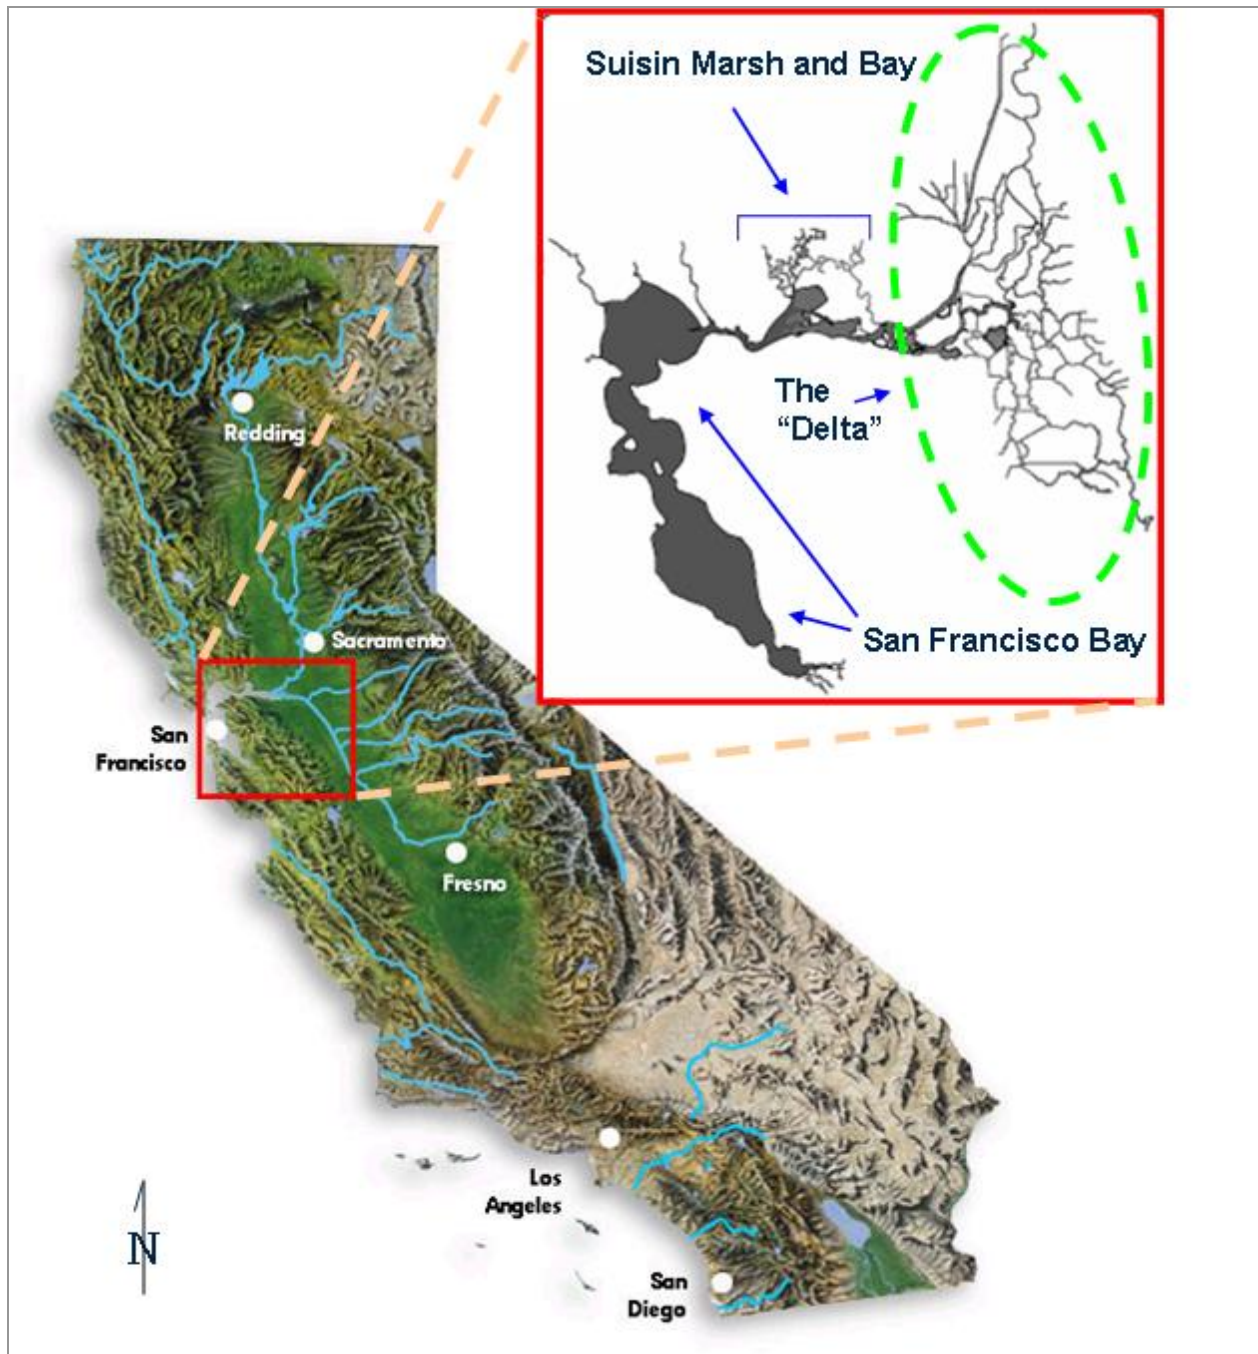 Suisin Marsh and Bay
The
“Delta”
San Francisco Bay
Redding
Sacramento
San
Francisco
Fresno
Los
Angeles
San
Diego
N